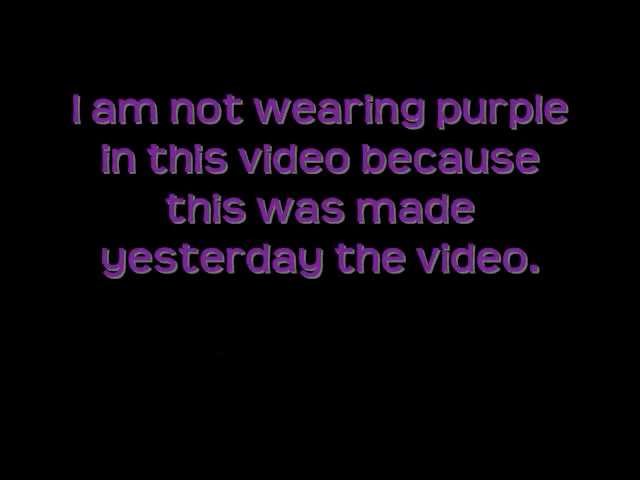 I am not wearing purple
in this video because
this was made
yesterday the video.